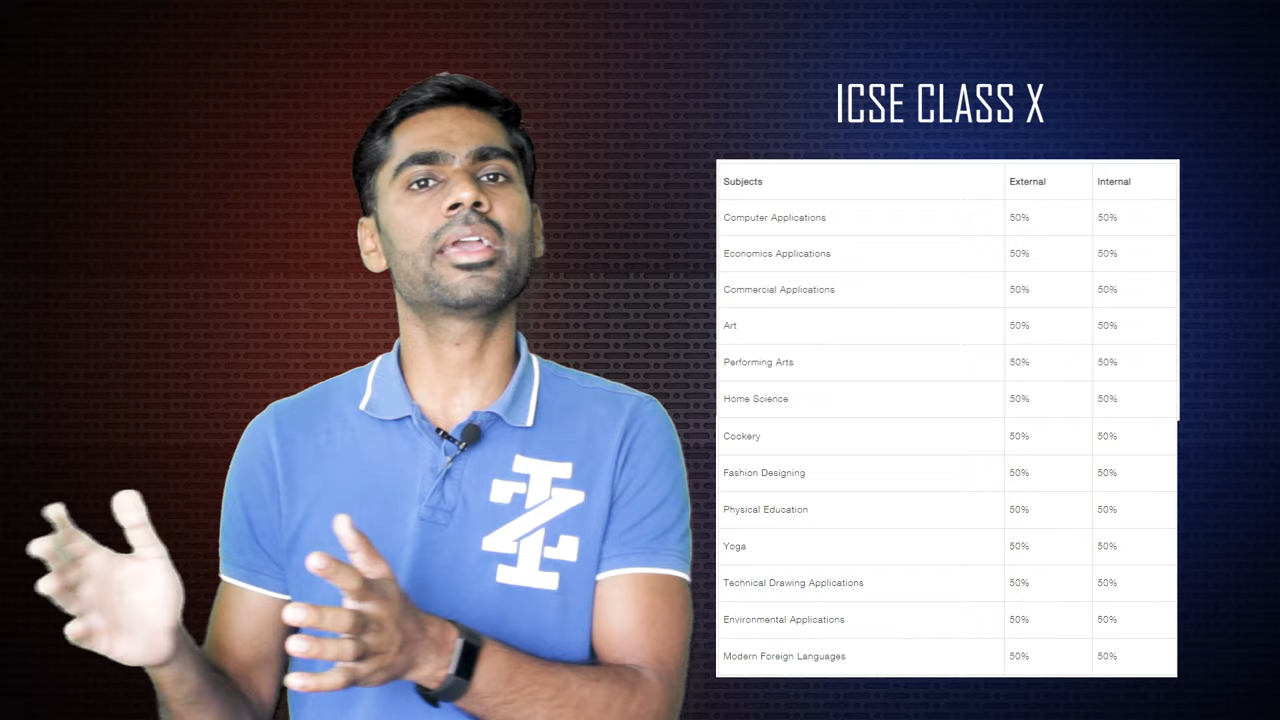 ICSE CLASS X
Subjects External Internal
Computer Applications 50% 50%
Economics Applications 50% 50%
Commercial Applications 50% 50%
Art 50% 50%
Performing Arts 50% 50%
Home Science 50% 50%
Cookery 50% 50%
Fashion Designing 50% 50%
Physical Education 50% 50%
Yoga 50% 50%
Technical Drawing Applications 50% 50%
Environmental Applications 50% 50%
Modern Foreign Languages 50% 50%